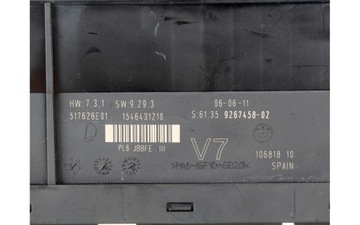 HW: 7.3.1 SW 9.29.3 06-06-11
517626E01 1546431210 S:61 35 9267458-02
PL6 JBBFE III
V7
106818 10
SPAIN